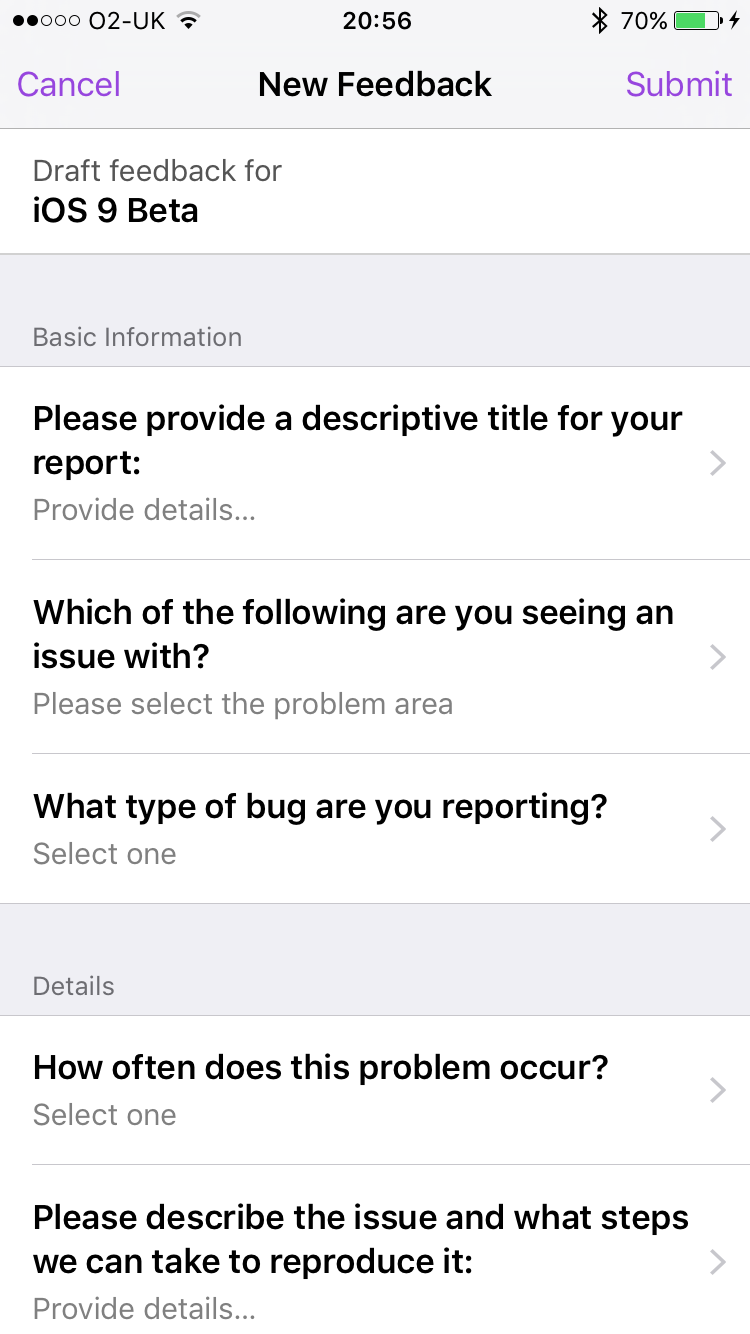 O2-UK 20:56 70%
Cancel New Feedback Submit
Draft feedback for
iOS 9 Beta
Basic Information
Please provide a descriptive title for your
report:
Provide details...
Which of the following are you seeing an
issue with?
Please select the problem area
What type of bug are you reporting?
Select one
Details
How often does this problem occur?
Select one
Please describe the issue and what steps
we can take to reproduce it:
Provide details...